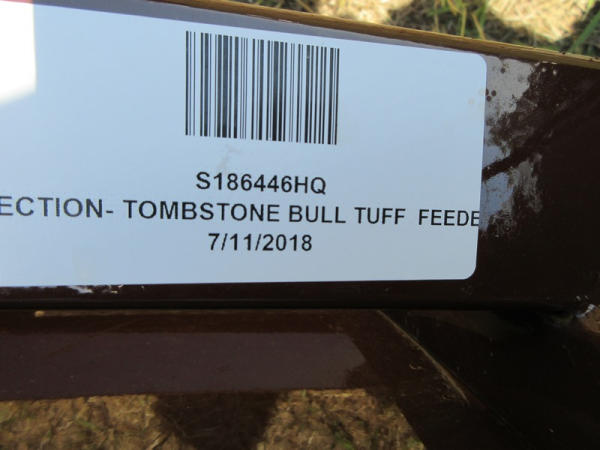 S186446HQ
ECTION- TOMBSTONE BULL TUFF FEEDE
7/11/2018